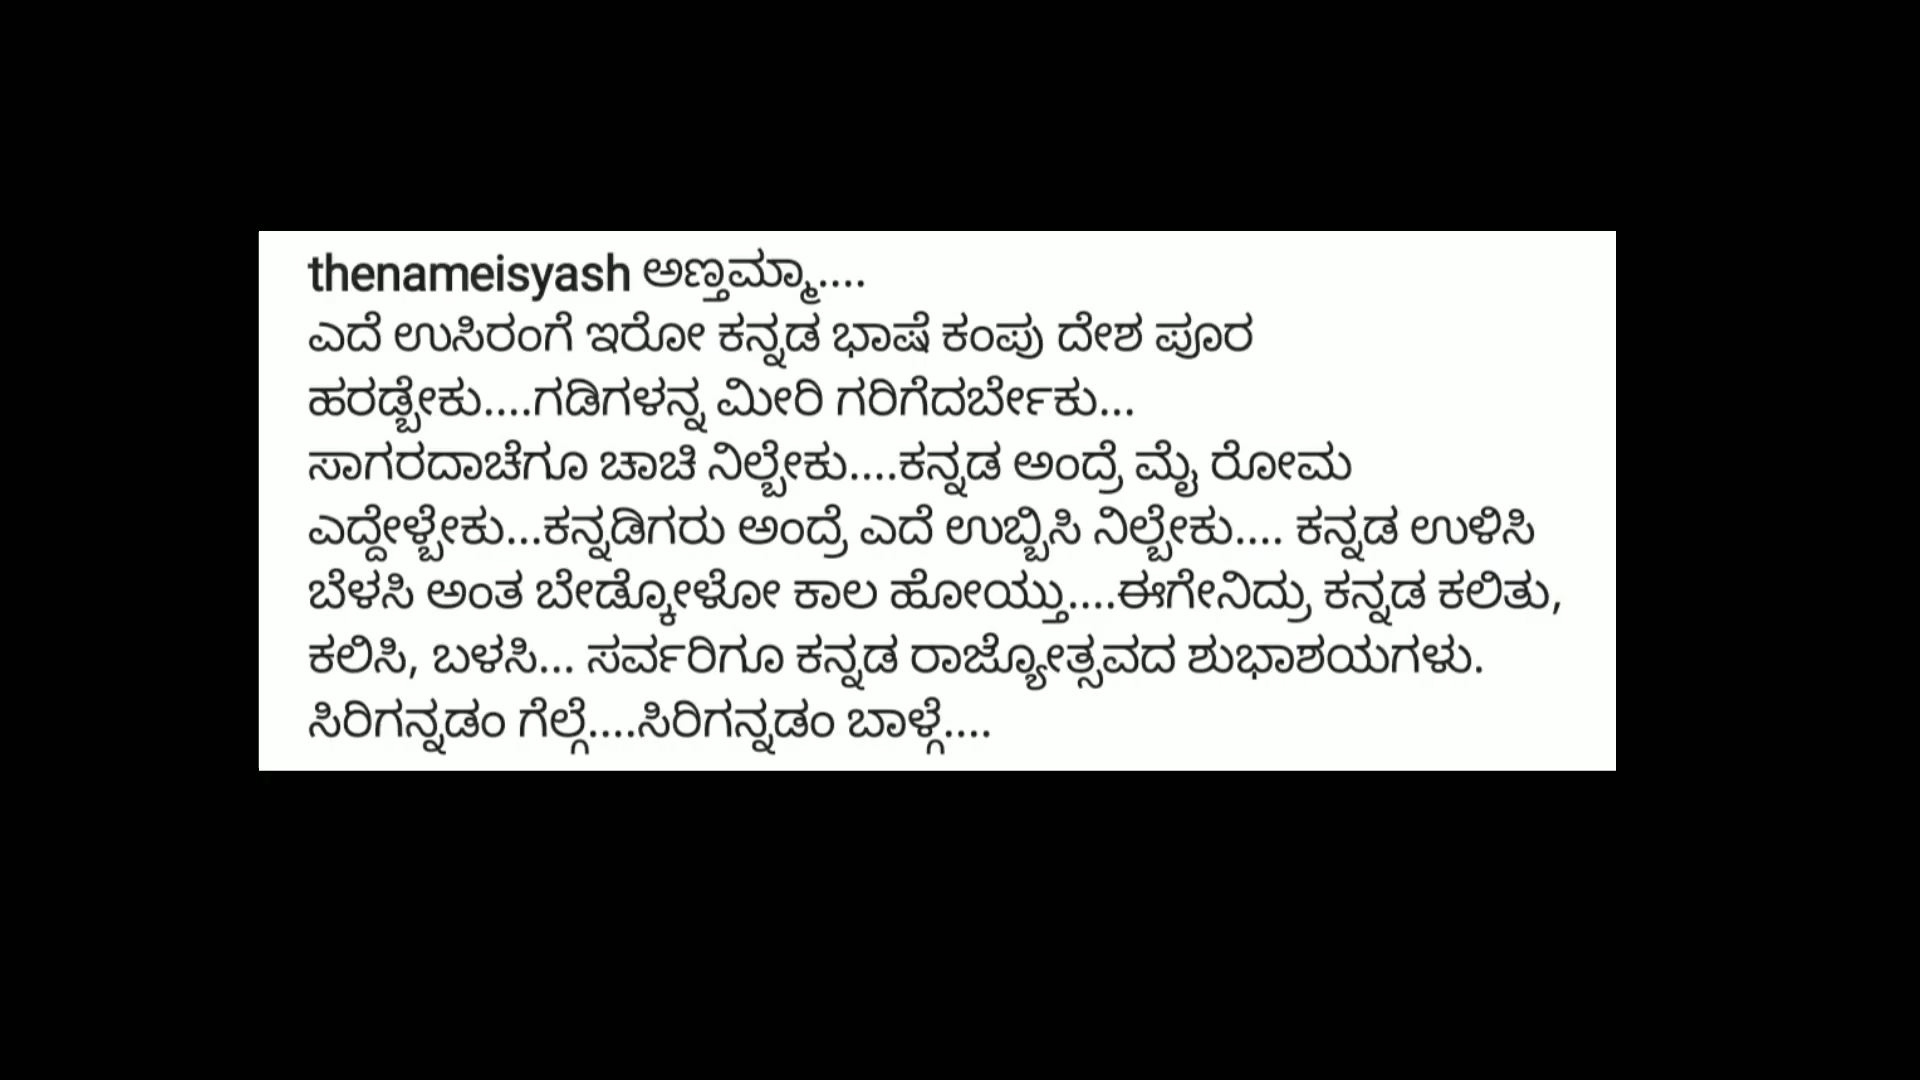 thenameisyash ಅಣ್ತಮ್ಮಾ....
ಎದೆ ಉಸಿರಂಗೆ ಇರೋ ಕನ್ನಡ ಭಾಷೆ ಕಂಪು ದೇಶ ಪೂರ
ಹರಡ್ಬೇಕು....ಗಡಿಗಳನ್ನ ಮೀರಿ ಗರಿಗೆದರ್ಬೇಕು...
ಸಾಗರದಾಚೆಗೂ ಚಾಚಿ ನಿಲ್ಬೇಕು....ಕನ್ನಡ ಅಂದ್ರೆ ಮೈ ರೋಮ
ಎದ್ದೇಳ್ಬೇಕು...ಕನ್ನಡಿಗರು ಅಂದ್ರೆ ಎದೆ ಉಬ್ಬಿಸಿ ನಿಲ್ಬೇಕು.... ಕನ್ನಡ ಉಳಿಸಿ
ಬೆಳಸಿ ಅಂತ ಬೇಡ್ಕೋಳೋ ಕಾಲ ಹೋಯ್ತು....ಈಗೇನಿದ್ರು ಕನ್ನಡ ಕಲಿತು,
ಕಲಿಸಿ, ಬಳಸಿ... ಸರ್ವರಿಗೂ ಕನ್ನಡ ರಾಜ್ಯೋತ್ಸವದ ಶುಭಾಶಯಗಳು.
ಸಿರಿಗನ್ನಡಂ ಗೆಲ್ಗೆ....ಸಿರಿಗನ್ನಡಂ ಬಾಳ್ಗೆ....